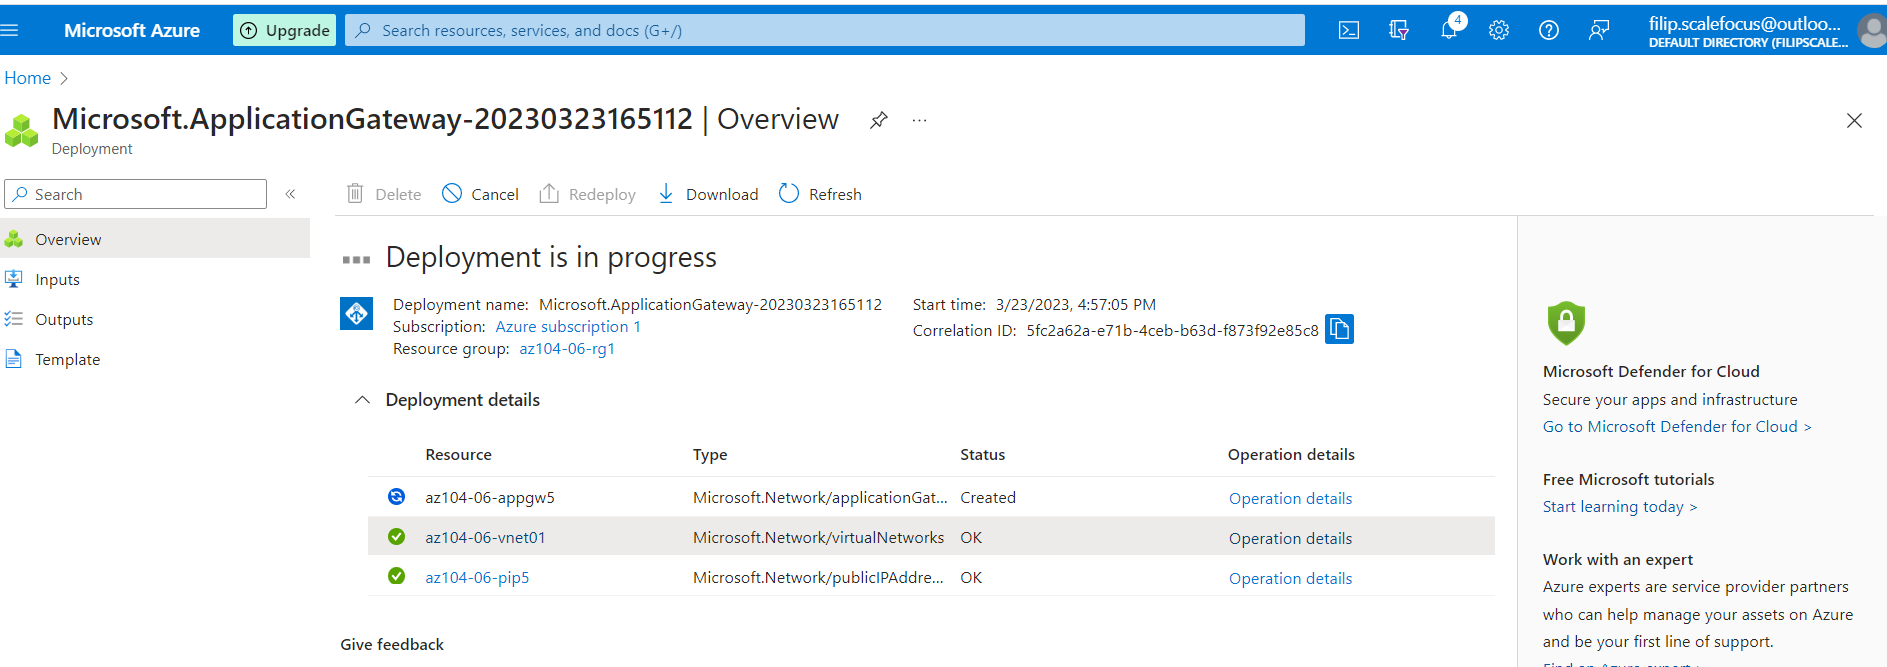 Microsoft Azure
Upgrade
Search resources, services, and docs (G+/)
4
filip.scalefocus@outloo...
DEFAULT DIRECTORY (FILIPSCALE...
Home
Microsoft.ApplicationGateway-20230323165112 | Overview
...
Deployment
Search
«
Delete
Cancel
Redeploy
Download
Refresh
Overview
Inputs
Outputs
Template
Deployment is in progress
Deployment name: Microsoft.ApplicationGateway-20230323165112
Subscription: Azure subscription 1
Resource group: az104-06-rg1
Start time: 3/23/2023, 4:57:05 PM
Correlation ID: 5fc2a62a-e71b-4ceb-b63d-f873f92e85c8
Deployment details
Resource Type Status Operation details
az104-06-appgw5 Microsoft.Network/applicationGat... Created Operation details
az104-06-vnet01 Microsoft.Network/virtualNetworks OK Operation details
az104-06-pip5 Microsoft.Network/publicIPAddre... OK Operation details
Give feedback
Microsoft Defender for Cloud
Secure your apps and infrastructure
Go to Microsoft Defender for Cloud >
Free Microsoft tutorials
Start learning today >
Work with an expert
Azure experts are service provider partners
who can help manage your assets on Azure
and be your first line of support.
Find an Azure expert >